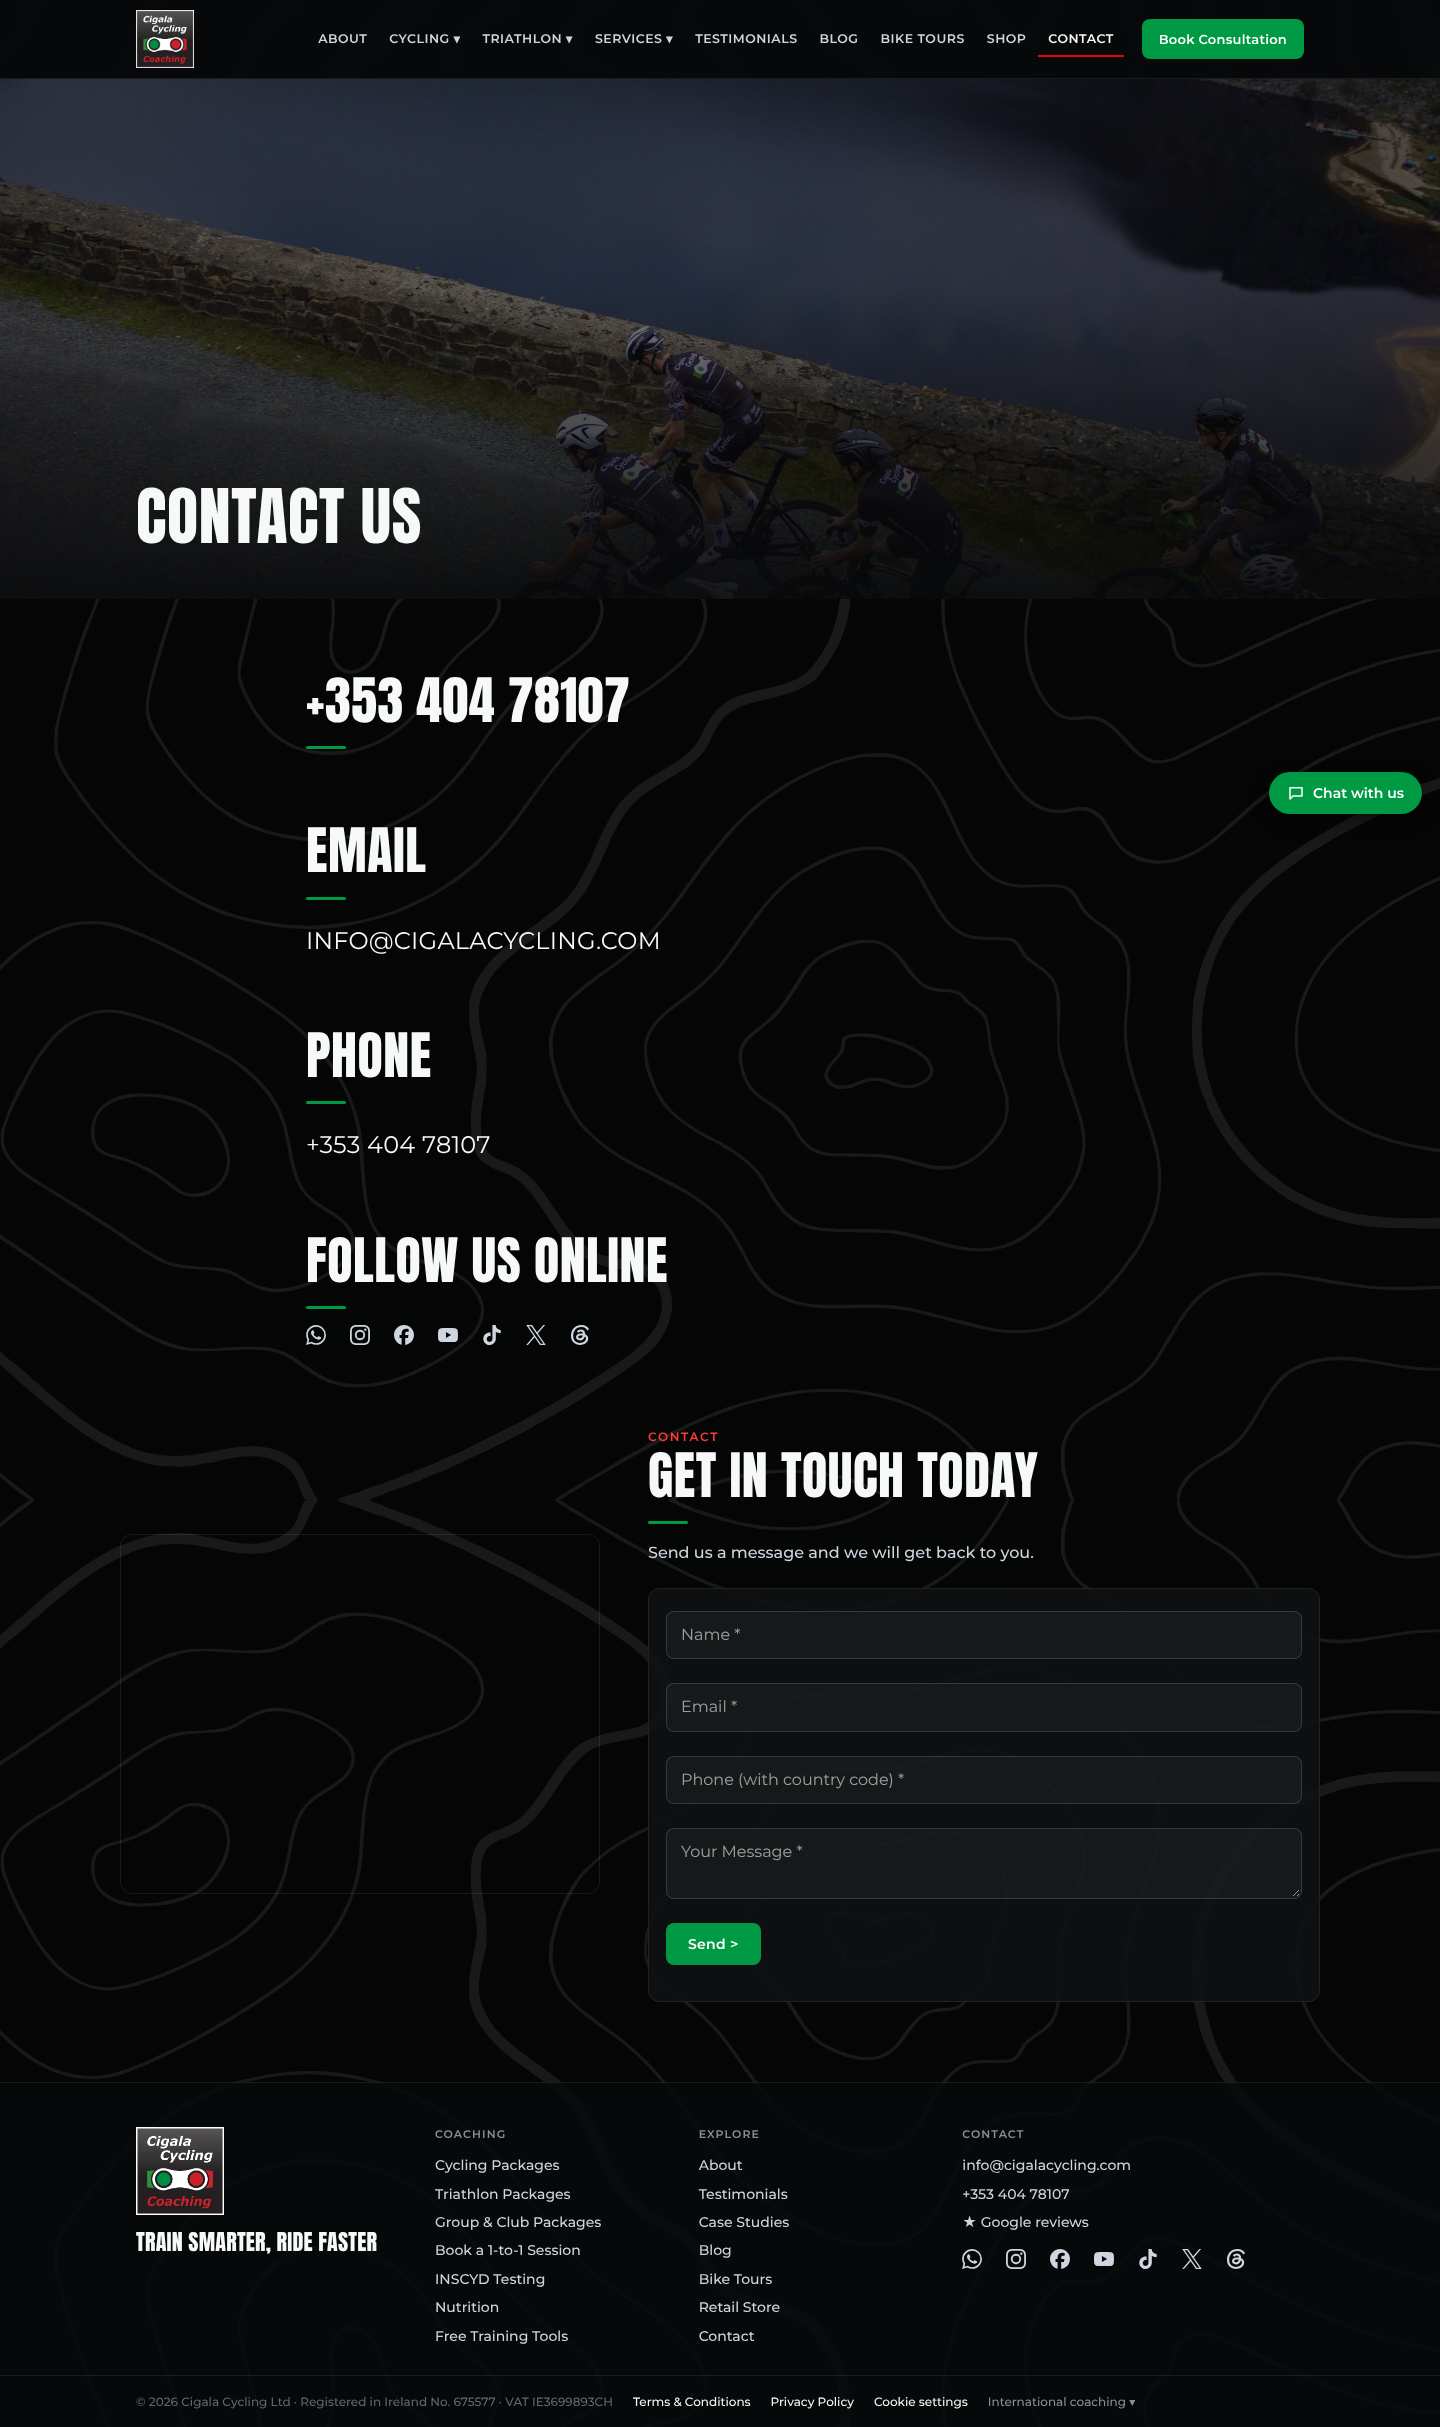 Cigala
Cycling
Coaching
ABOUT
CYCLING ▾
TRIATHLON ▾
SERVICES ▾
TESTIMONIALS
BLOG
BIKE TOURS
SHOP
CONTACT
Book Consultation
CONTACT US
+353 404 78107
Chat with us
EMAIL
INFO@CIGALACYCLING.COM
PHONE
+353 404 78107
FOLLOW US ONLINE
CONTACT
GET IN TOUCH TODAY
Send us a message and we will get back to you.
Name *
Email *
Phone (with country code) *
Your Message *
Send >
Cigala
Cycling
Coaching
TRAIN SMARTER, RIDE FASTER
COACHING
Cycling Packages
Triathlon Packages
Group & Club Packages
Book a 1-to-1 Session
INSCYD Testing
Nutrition
Free Training Tools
EXPLORE
About
Testimonials
Case Studies
Blog
Bike Tours
Retail Store
Contact
CONTACT
info@cigalacycling.com
+353 404 78107
★ Google reviews
© 2026 Cigala Cycling Ltd · Registered in Ireland No. 675577 · VAT IE3699893CH
Terms & Conditions
Privacy Policy
Cookie settings
International coaching ▾